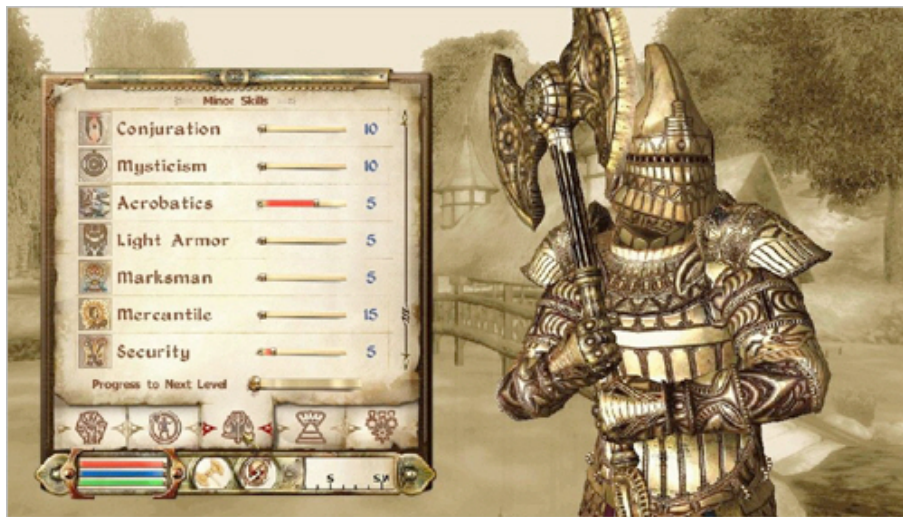 Minor Skills
Conjuration 10
Mysticism 10
Acrobatics 5
Light Armor 5
Marksman 5
Mercantile 15
Security 5
Progress to Next Level
S S.W